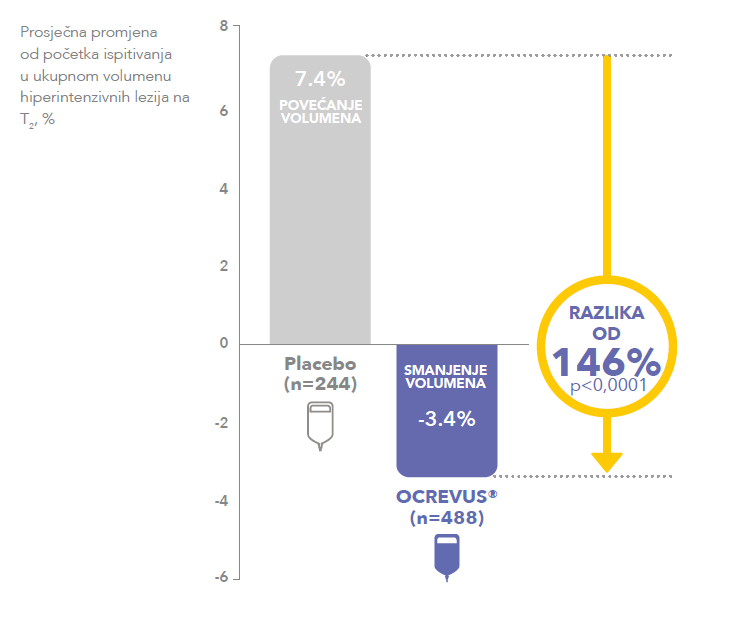 Prosječna promjena
od početka ispitivanja
u ukupnom volumenu
hiperintenzivnih lezija na
T2, %
8
6
4
2
0
-2
-4
-6
7.4%
POVEĆANJE
VOLUMENA
Placebo
(n=244)
SMANJENJE
VOLUMENA
-3.4%
OCREVUS®
(n=488)
RAZLIKA
OD
146%
p<0,0001